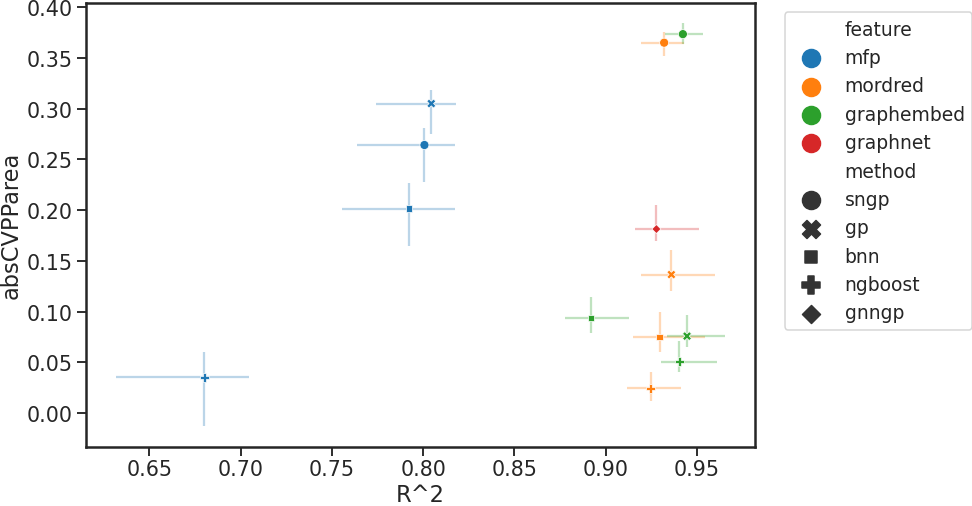 absCVPParea
0.40
0.35
0.30
0.25
0.20
0.15
0.10
0.05
0.00
0.65 0.70 0.75 0.80 0.85 0.90 0.95
R^2
feature
mfp
mordred
graphembed
graphnet
method
sngp
gp
bnn
ngboost
gnngp